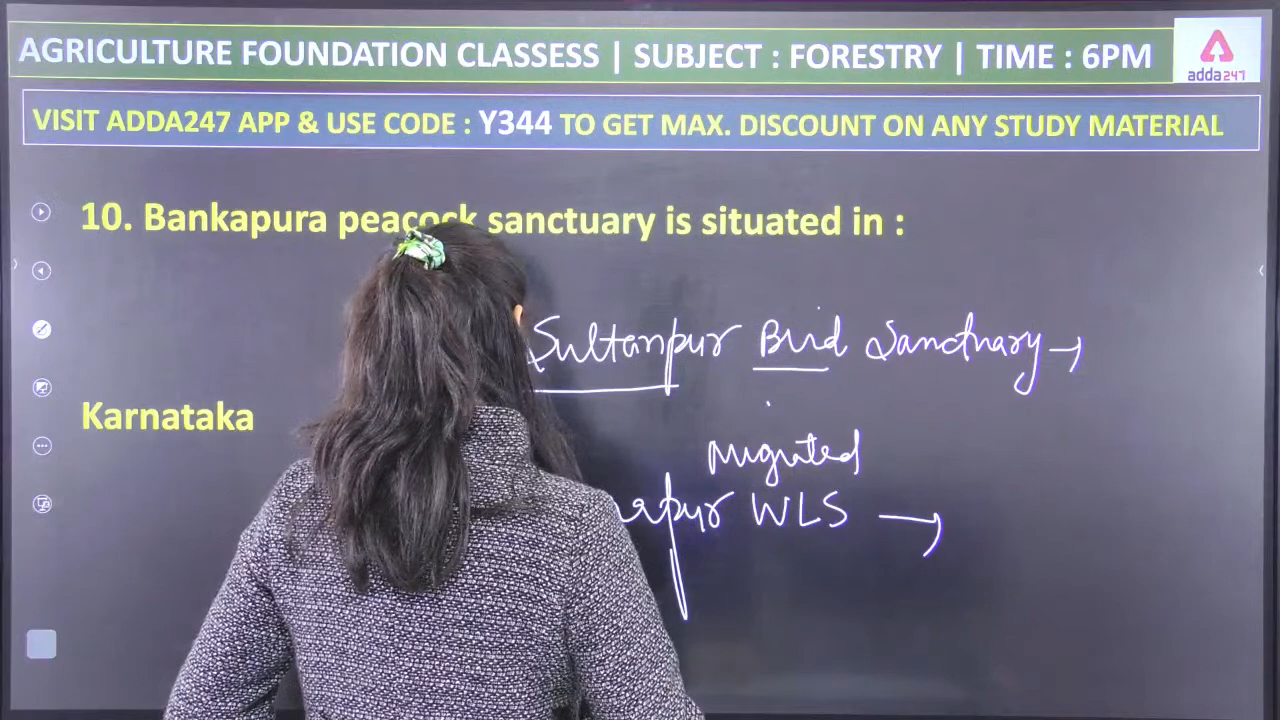 AGRICULTURE FOUNDATION CLASSESS | SUBJECT : FORESTRY | TIME : 6PM
adda247
VISIT ADDA247 APP & USE CODE : Y344 TO GET MAX. DISCOUNT ON ANY STUDY MATERIAL
10. Bankapura peacock sanctuary is situated in :
Sultanpur Bird Sanctuary →
Karnataka
migrated
WLS →